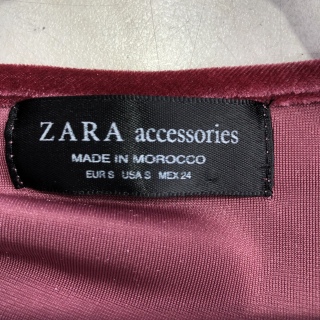 ZARA accessories
MADE IN MOROCCO
EUR S USA S MEX 24